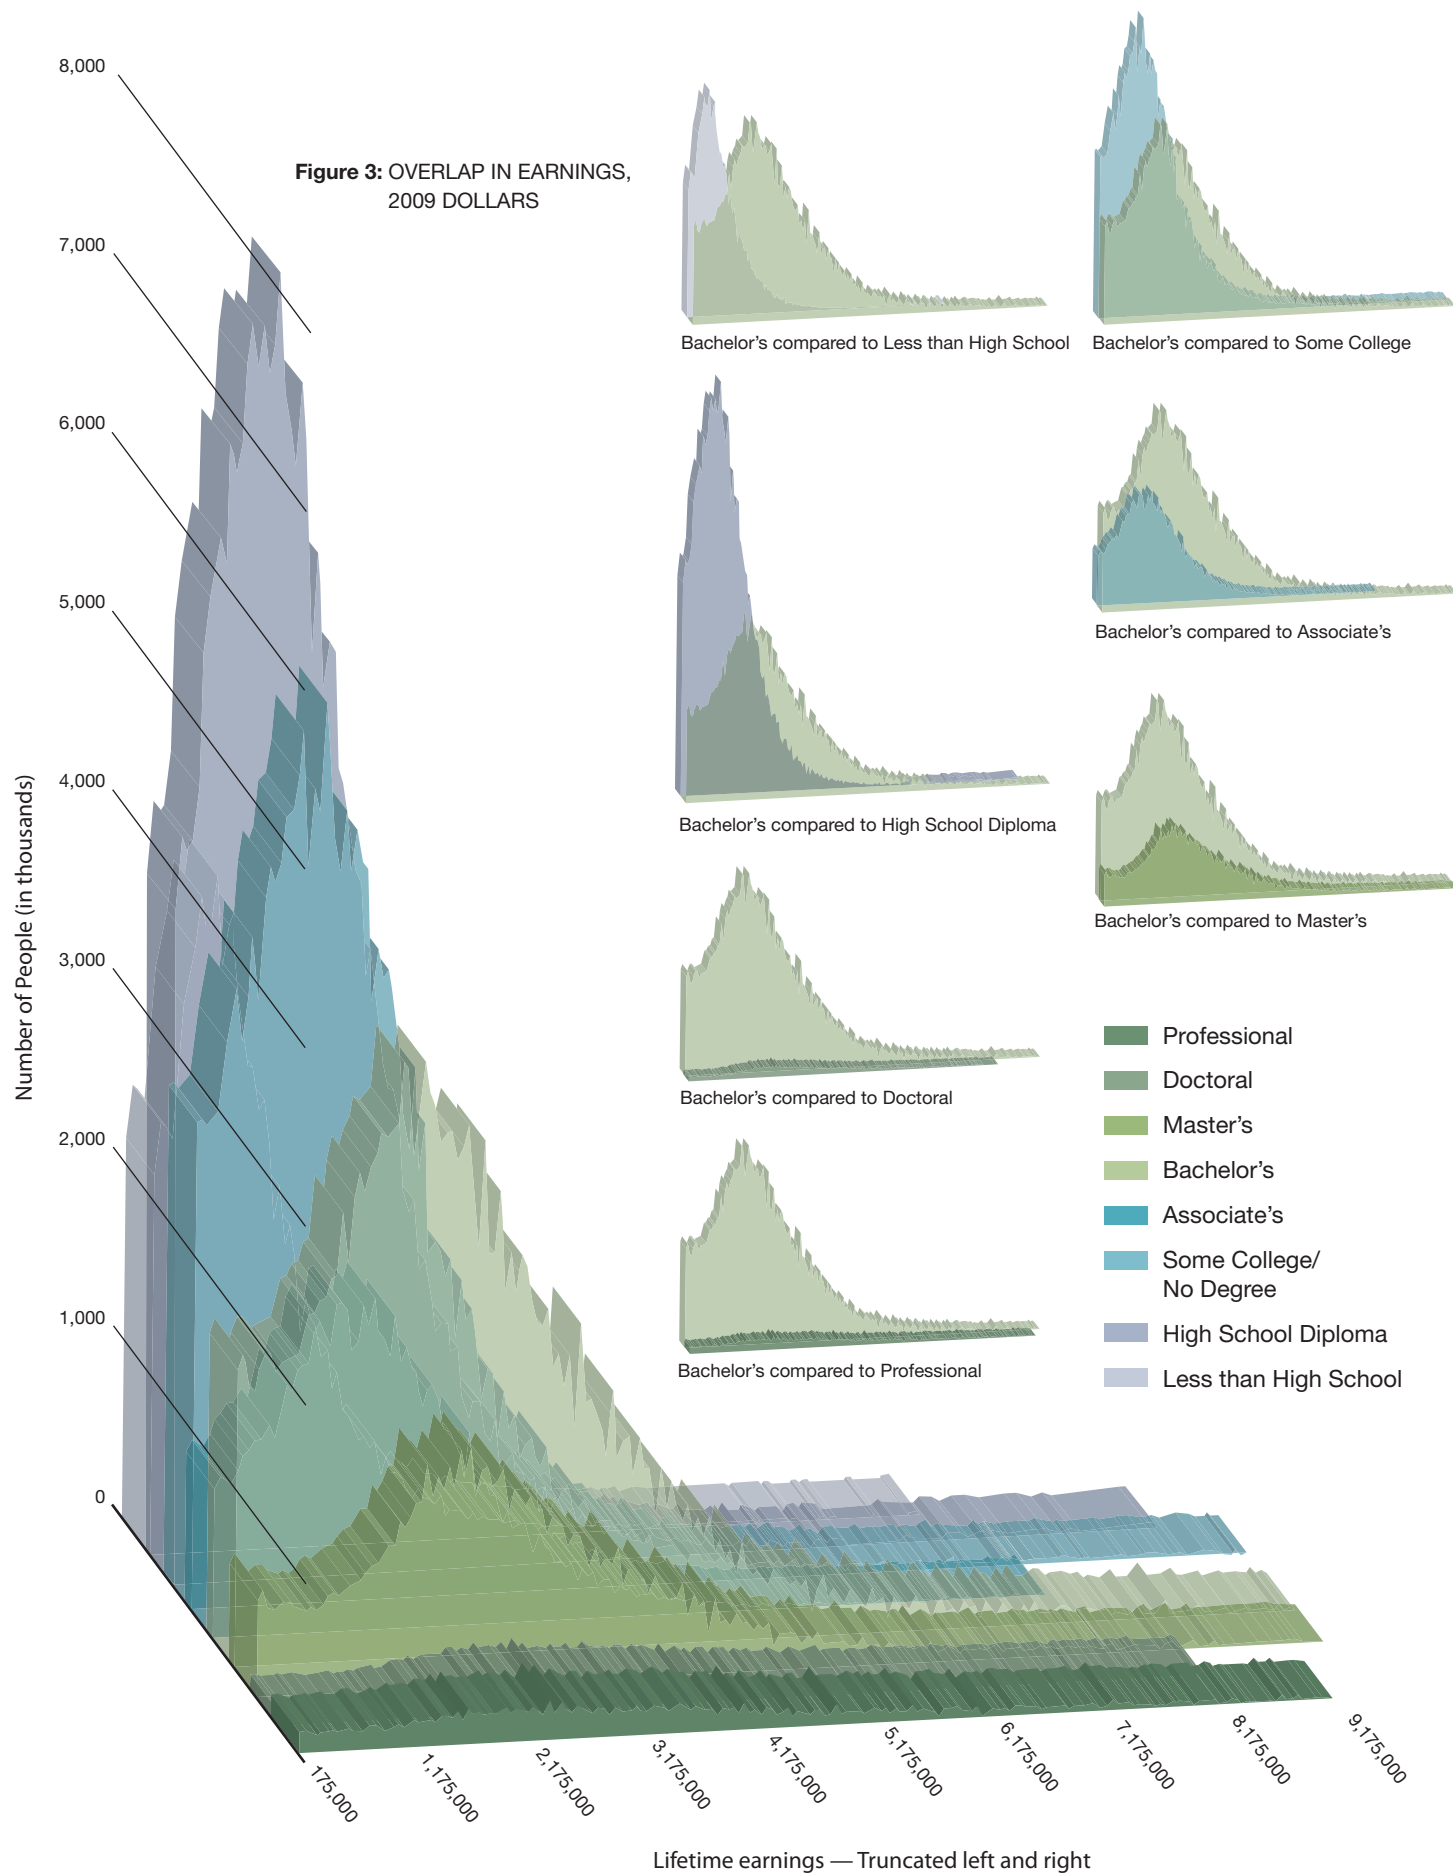 Figure 3: OVERLAP IN EARNINGS,
2009 DOLLARS
Number of People (in thousands)
8,000
7,000
6,000
5,000
4,000
3,000
2,000
1,000
0
Bachelor's compared to Less than High School
Bachelor's compared to Some College
Bachelor's compared to High School Diploma
Bachelor's compared to Associate's
Bachelor's compared to Master's
Bachelor's compared to Doctoral
Bachelor's compared to Professional
Professional
Doctoral
Master's
Bachelor's
Associate's
Some College/
No Degree
High School Diploma
Less than High School
175,000
1,175,000
2,175,000
3,175,000
4,175,000
5,175,000
6,175,000
7,175,000
8,175,000
9,175,000
Lifetime earnings — Truncated left and right